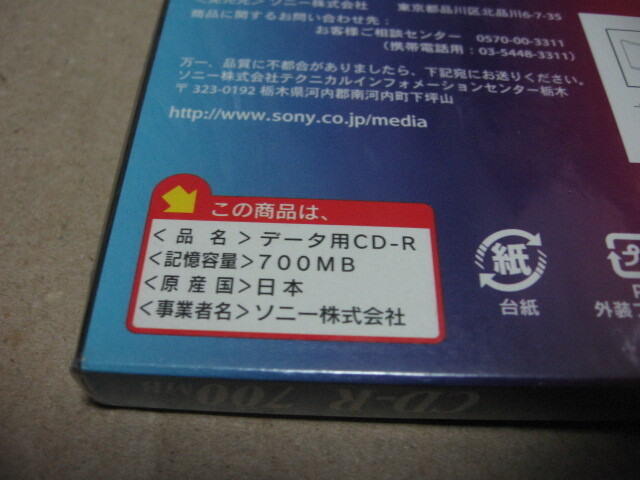 ソニー株式会社 東京都品川区北品川6-7-35
商品に関するお問い合わせ先：
お客様ご相談センター 0570-00-3311
(携帯電話用：03-5448-3311)
万一、品質に不都合がありましたら、下記宛にお送りください。
ソニー株式会社テクニカルインフォメーションセンター栃木
〒323-0192 栃木県河内郡南河内町下坪山
http://www.sony.co.jp/media
この商品は、
<品名>データ用CD-R
<記憶容量>700MB
<原産国>日本
<事業者名>ソニー株式会社
紙
台紙
プ
外装
CD-R 700MB